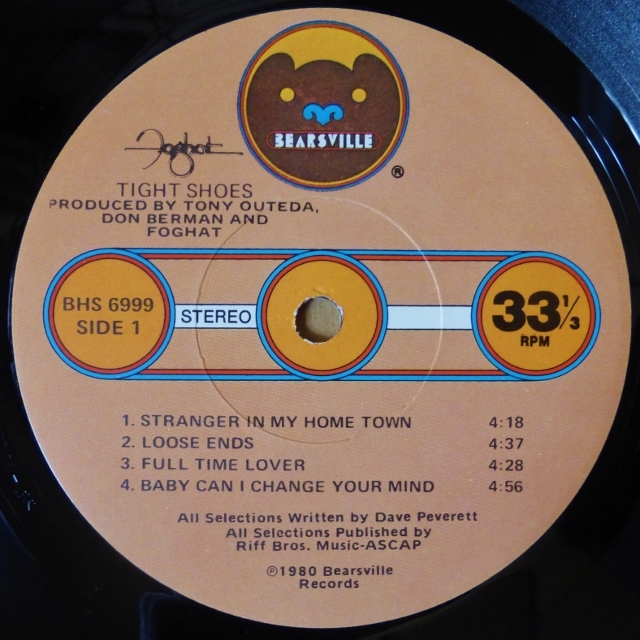 BEARSVILLE
®
Foghat
TIGHT SHOES
PRODUCED BY TONY OUTEDA,
DON BERMAN AND
FOGHAT
BHS 6999
SIDE 1
STEREO
33 1/3
RPM
1. STRANGER IN MY HOME TOWN 4:18
2. LOOSE ENDS 4:37
3. FULL TIME LOVER 4:28
4. BABY CAN I CHANGE YOUR MIND 4:56
All Selections Written by Dave Peverett
All Selections Published by
Riff Bros. Music-ASCAP
℗1980 Bearsville
Records